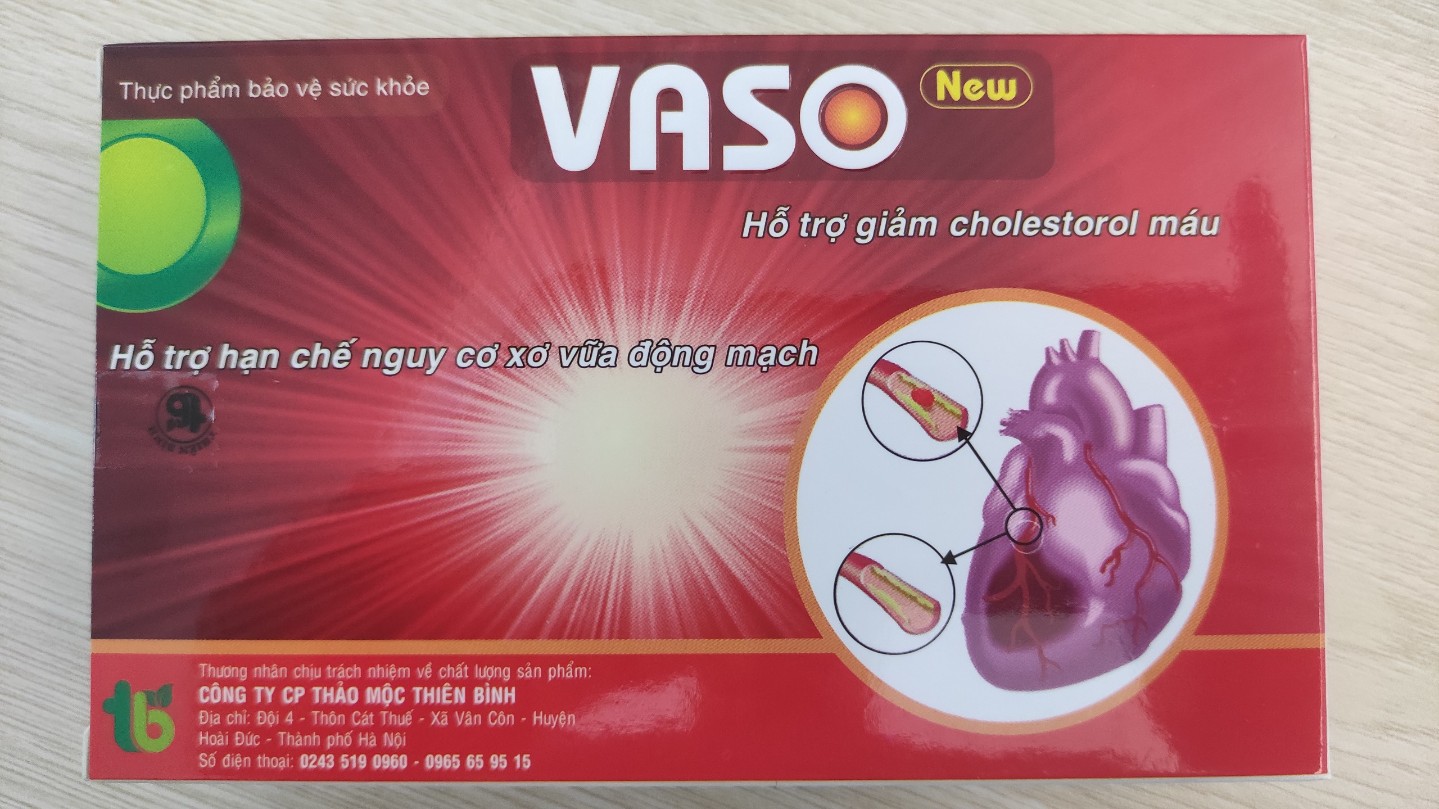 Thực phẩm bảo vệ sức khỏe
VASO New
Hỗ trợ giảm cholestorol máu
Hỗ trợ hạn chế nguy cơ xơ vữa động mạch
tb
Thương nhân chịu trách nhiệm về chất lượng sản phẩm:
CÔNG TY CP THẢO MỘC THIÊN BÌNH
Địa chỉ: Đội 4 - Thôn Cát Thuế - Xã Vân Côn - Huyện
Hoài Đức - Thành phố Hà Nội
Số điện thoại: 0243 519 0960 - 0965 65 95 15